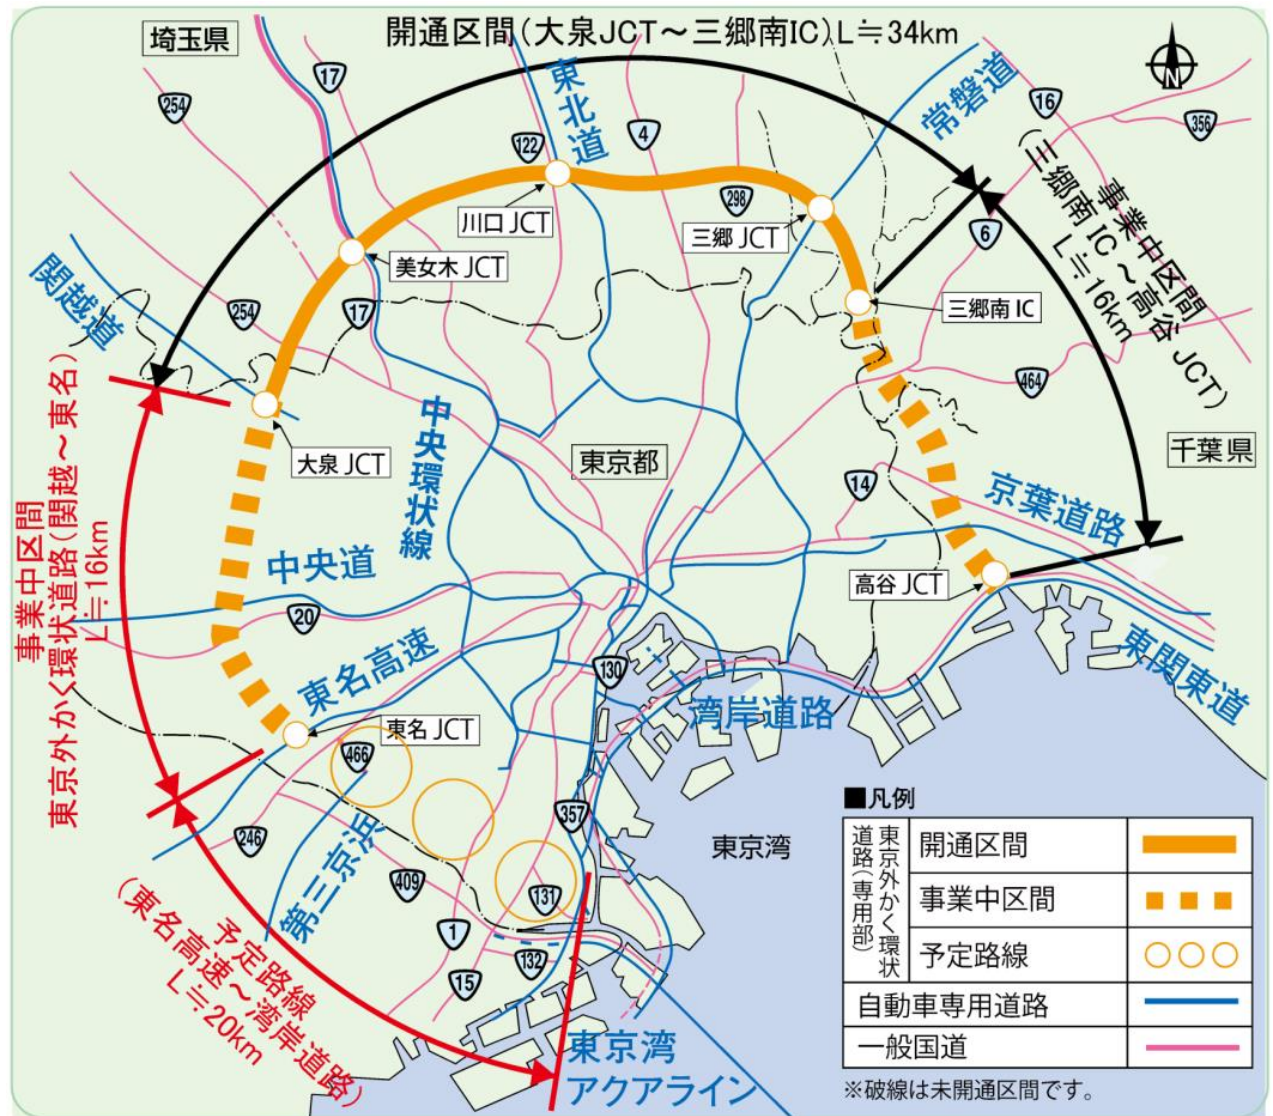 開通区間(大泉JCT～三郷南IC)L≒34km
埼玉県
17
254
東北道
122
4
常磐道
16
356
事業中区間
(三郷南IC～高谷JCT)
L≒16km
298
川口JCT
三郷JCT
6
美女木JCT
関越道
254
17
三郷南IC
464
中央環状線
大泉JCT
東京都
千葉県
14
京葉道路
事業中区間
東京外かく環状道路(関越～東名)
L≒16km
中央道
高谷JCT
20
東名高速
130
東関東道
湾岸道路
東名JCT
466
357
246
第三京浜
409
131
1
132
15
東京湾
予定路線
(東名高速～湾岸道路)
L≒20km
東京湾
アクアライン
■凡例
東京外かく環状
道路(専用部)
開通区間
事業中区間
予定路線
自動車専用道路
一般国道
※破線は未開通区間です。
N